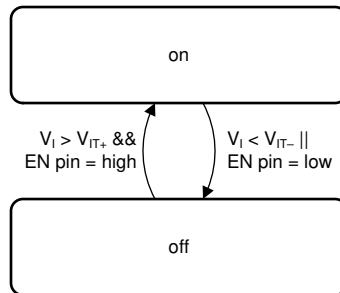 on
V_I > V_IT+ &&
EN pin = high
V_I < V_IT– ||
EN pin = low
off